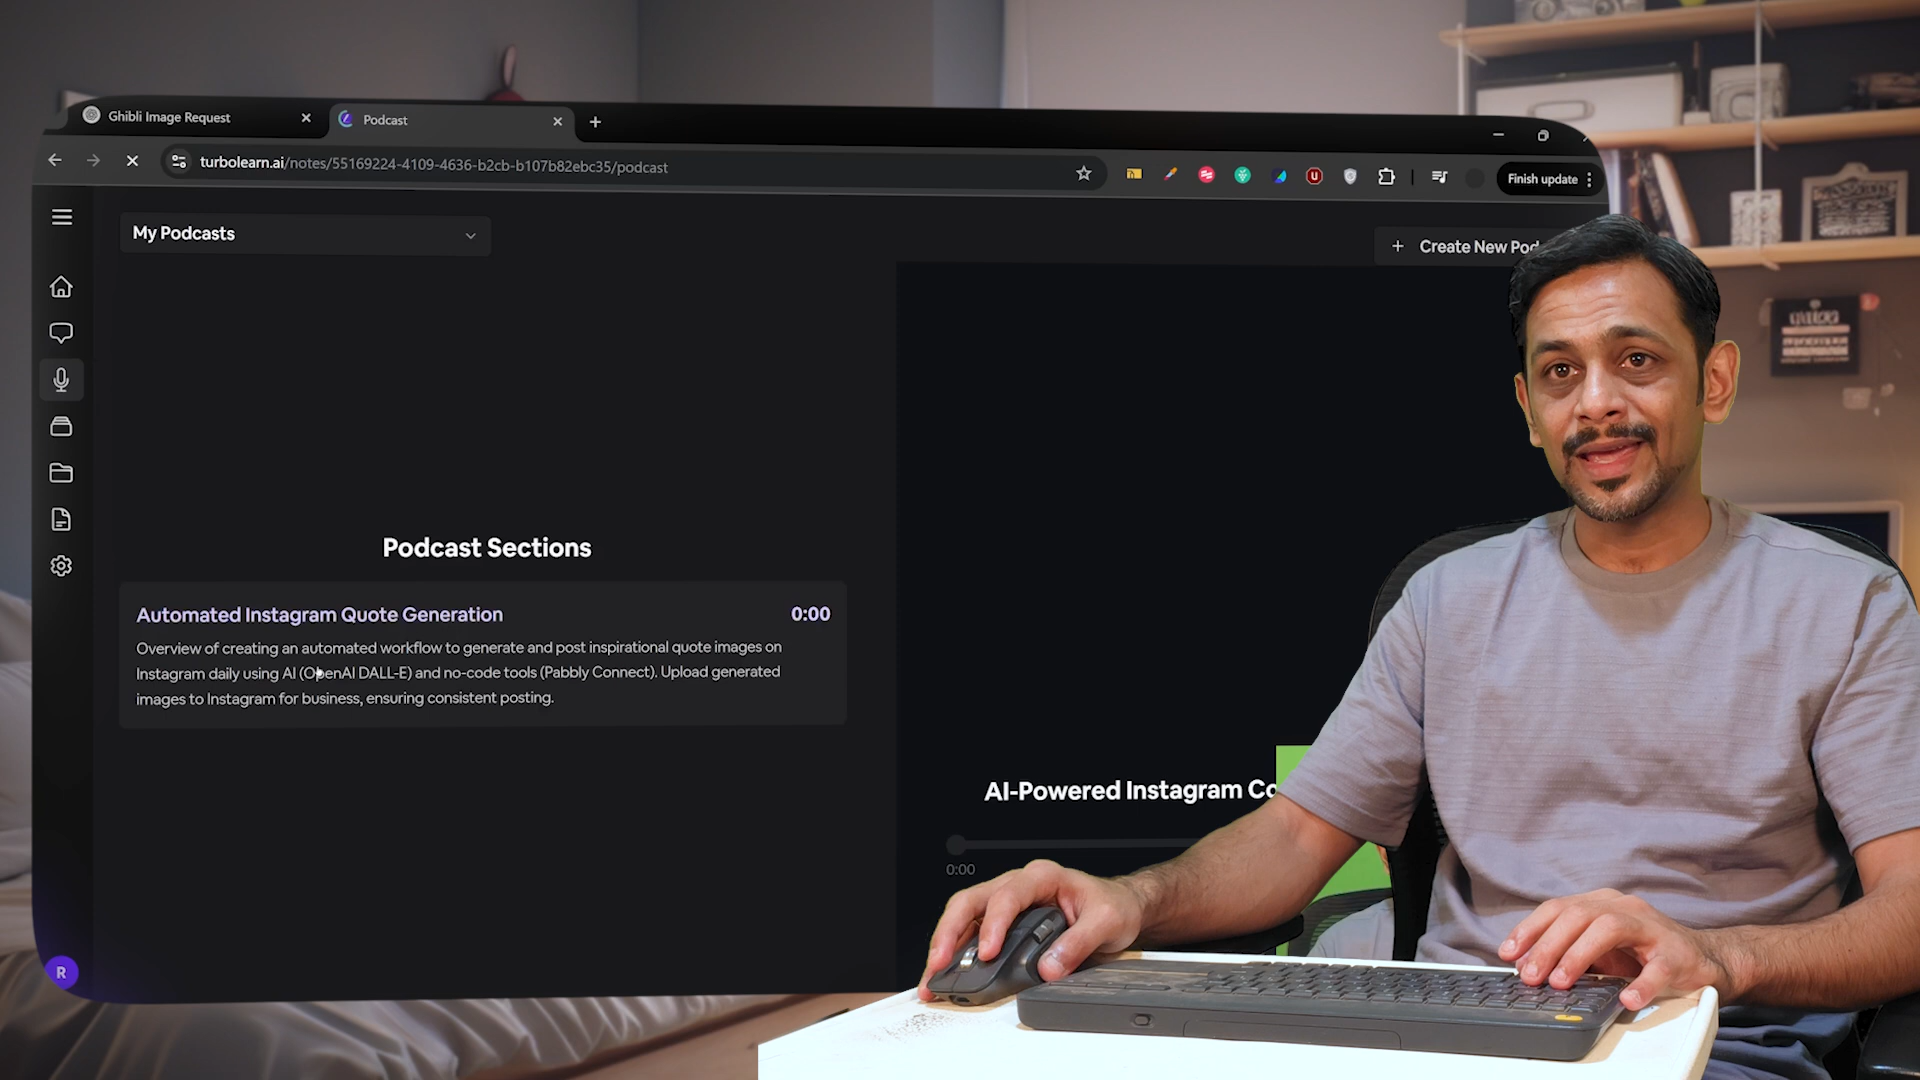 Ghibli Image Request
Podcast
turbolearn.ai/notes/55169224-4109-4636-b2cb-b107b82ebc35/podcast
Finish update
My Podcasts
+ Create New Pod
Podcast Sections
Automated Instagram Quote Generation
0:00
Overview of creating an automated workflow to generate and post inspirational quote images on
Instagram daily using AI (OpenAI DALL-E) and no-code tools (Pabbly Connect). Upload generated
images to Instagram for business, ensuring consistent posting.
AI-Powered Instagram Co
0:00
R